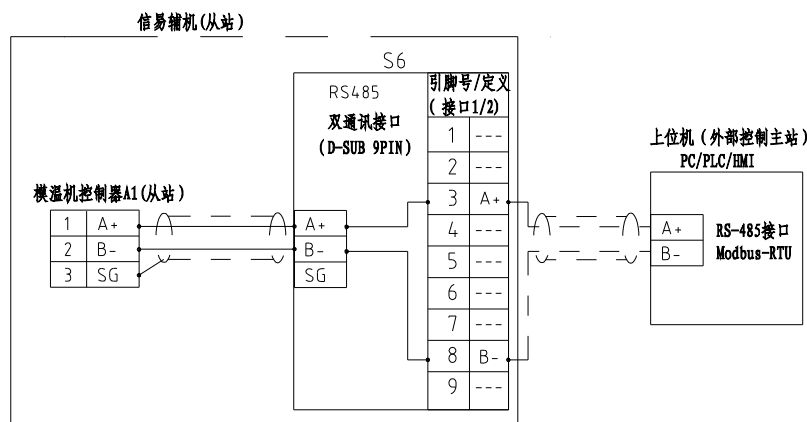 信易辅机(从站)
S6
RS485
双通讯接口
(D-SUB 9PIN)
引脚号/定义
(接口1/2)
1 ---
2 ---
3 A+
4 ---
5 ---
6 ---
7 ---
8 B-
9 ---
模温机控制器A1(从站)
1 A+
2 B-
3 SG
A+
B-
SG
上位机(外部控制主站)
PC/PLC/HMI
A+
B-
RS-485接口
Modbus-RTU